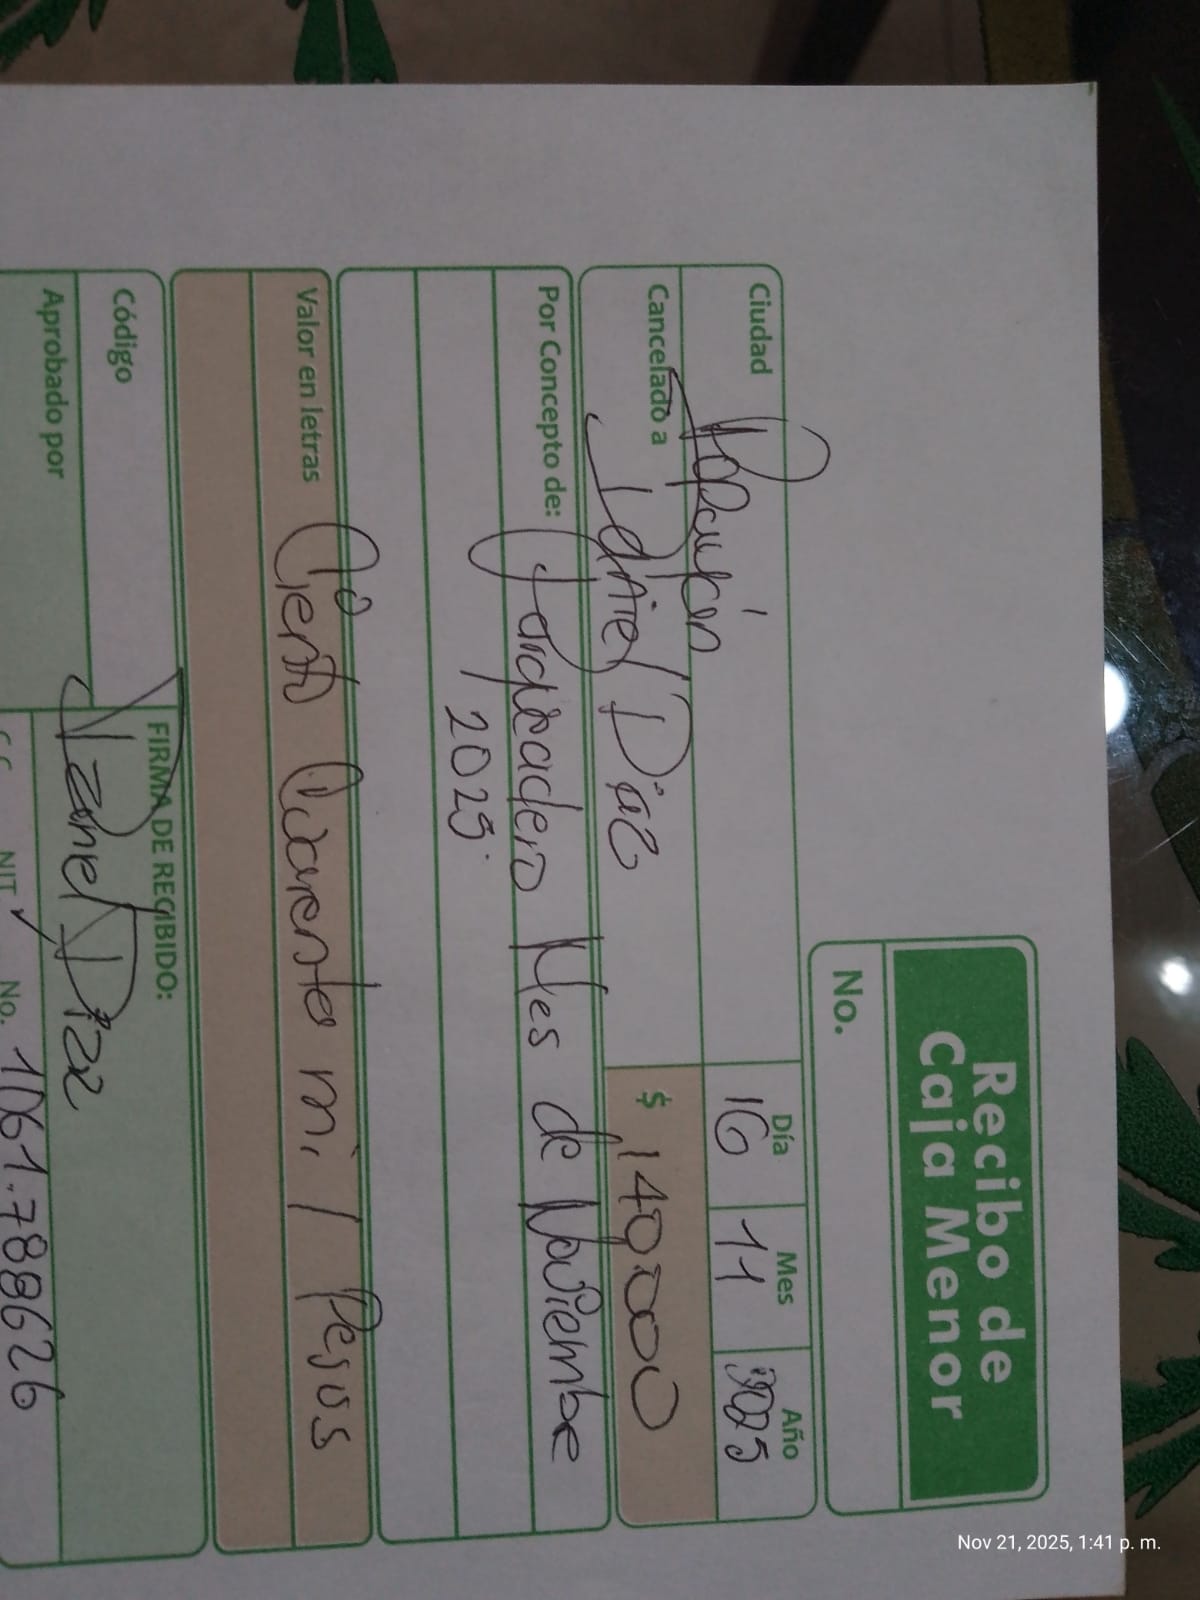 Recibo de
Caja Menor
No.
Ciudad Popayán
Día 16 Mes 11 Año 2025
Cancelado a Daniel Díaz $ 140000
Por Concepto de: Parqueadero Mes de Noviembre
2025.
Valor en letras Ciento Cuarenta mil Pesos
Código
Aprobado por
FIRMA DE RECIBIDO:
Daniel Díaz
C.C. NIT ✓ No. 1061.788626
Nov 21, 2025, 1:41 p. m.